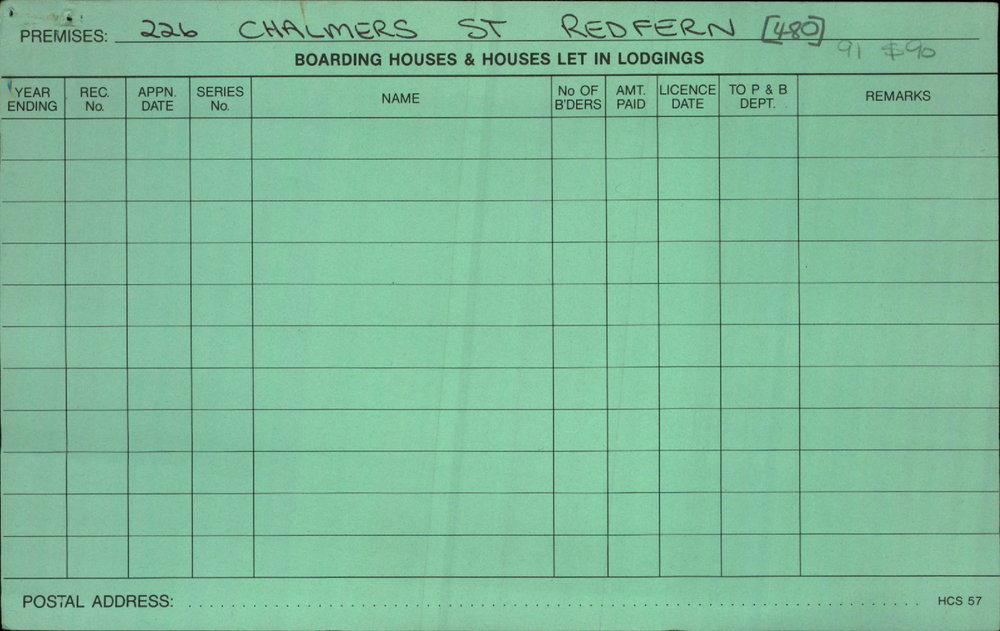 PREMISES: 226 CHALMERS ST REDFERN [480]
91 $90
BOARDING HOUSES & HOUSES LET IN LODGINGS
YEAR ENDING REC. No. APPN. DATE SERIES No. NAME No OF B'DERS AMT. PAID LICENCE DATE TO P & B DEPT. REMARKS
POSTAL ADDRESS: HCS 57